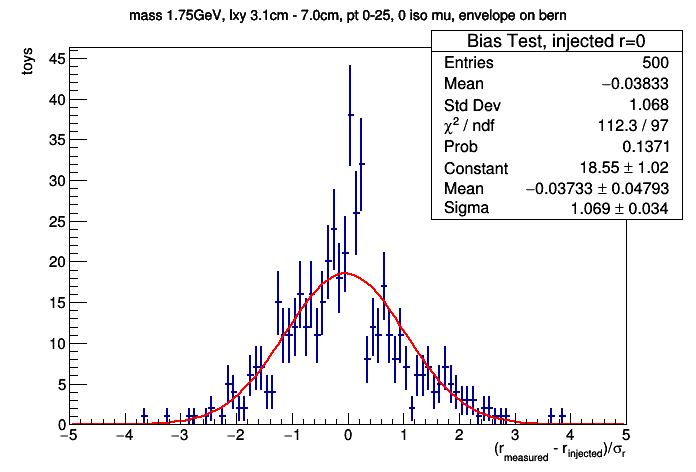 mass 1.75GeV, lxy 3.1cm - 7.0cm, pt 0-25, 0 iso mu, envelope on bern
toys
Bias Test, injected r=0
Entries 500
Mean −0.03833
Std Dev 1.068
χ² / ndf 112.3 / 97
Prob 0.1371
Constant 18.55 ± 1.02
Mean −0.03733 ± 0.04793
Sigma 1.069 ± 0.034
45
40
35
30
25
20
15
10
5
0
−5 −4 −3 −2 −1 0 1 2 3 4 5
(r_measured - r_injected)/σ_r